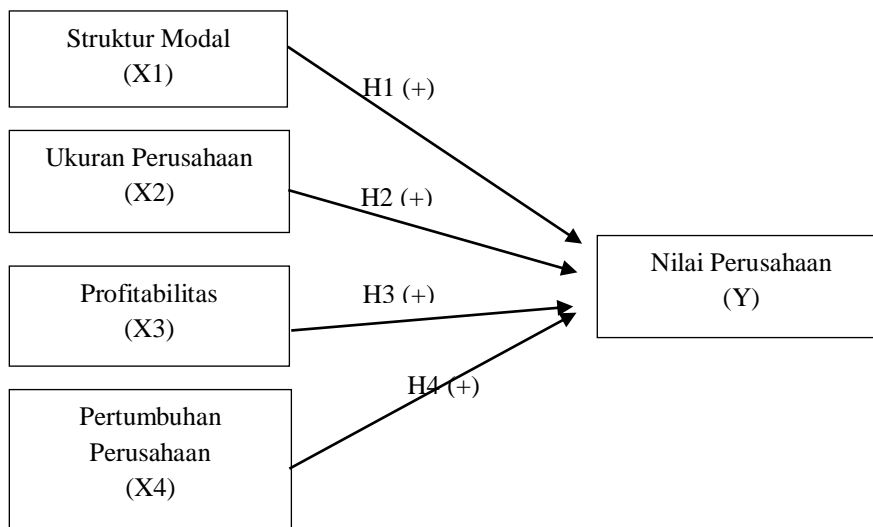 Struktur Modal
(X1)
H1 (+)
Ukuran Perusahaan
(X2)
H2 (+)
Nilai Perusahaan
(Y)
Profitabilitas
(X3)
H3 (+)
H4 (+)
Pertumbuhan
Perusahaan
(X4)